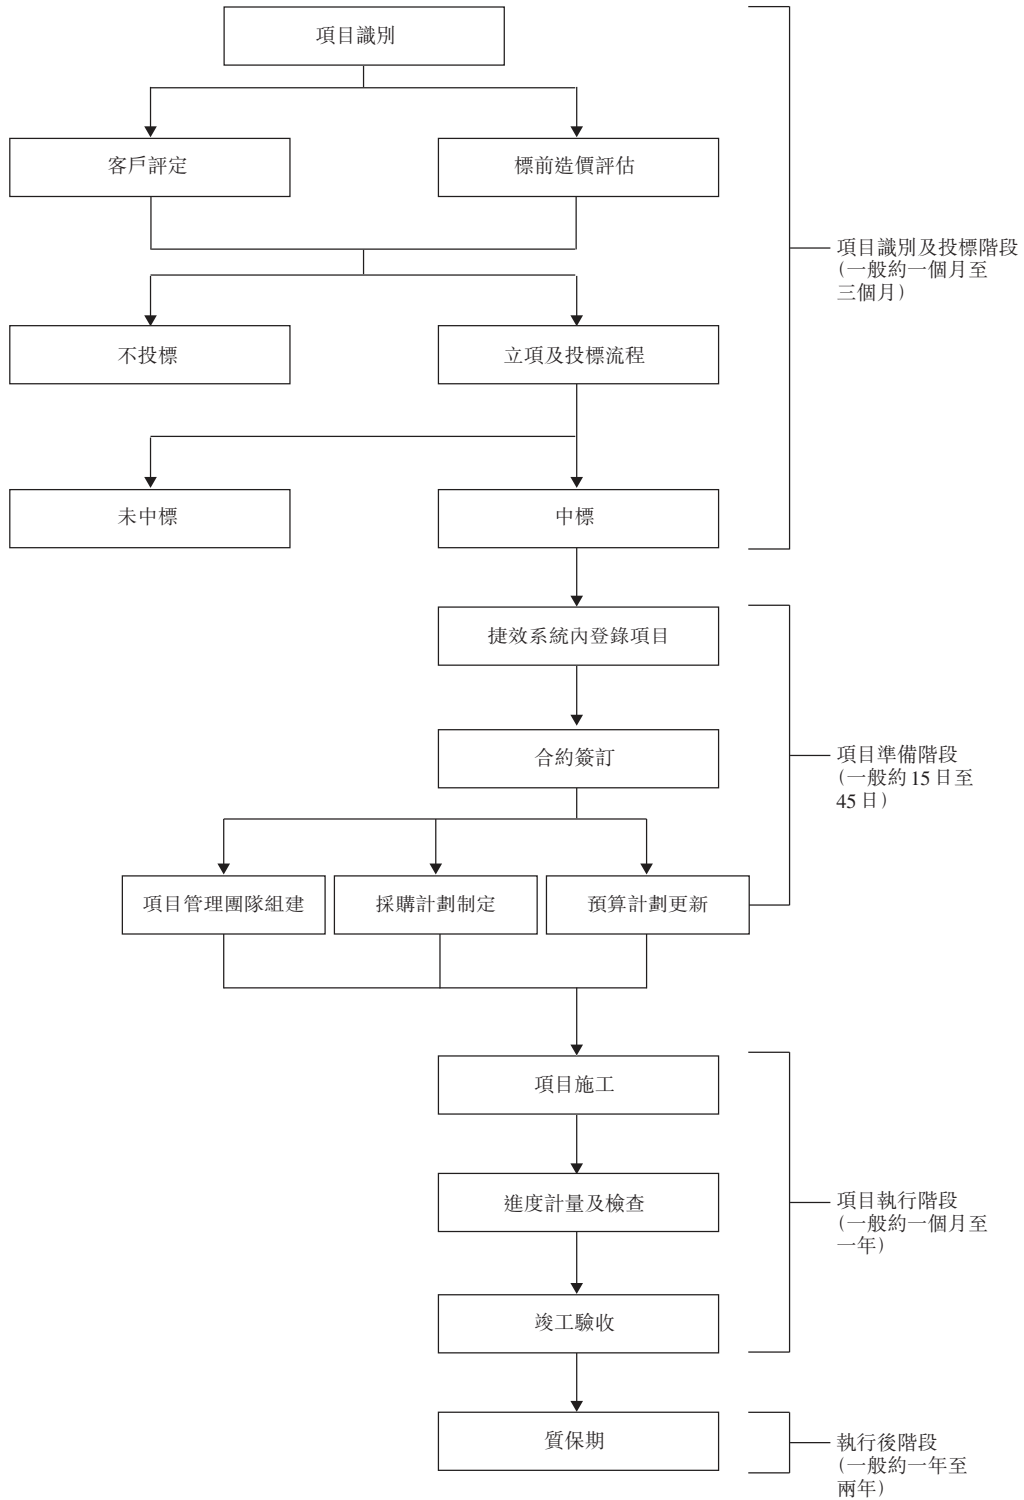 項目識別
客戶評定
標前造價評估
項目識別及投標階段
(一般約一個月至
三個月)
不投標
立項及投標流程
未中標
中標
捷效系統內登錄項目
合約簽訂
項目準備階段
(一般約15日至
45日)
項目管理團隊組建
採購計劃制定
預算計劃更新
項目施工
進度計量及檢查
項目執行階段
(一般約一個月至
一年)
竣工驗收
質保期
執行後階段
(一般約一年至
兩年)